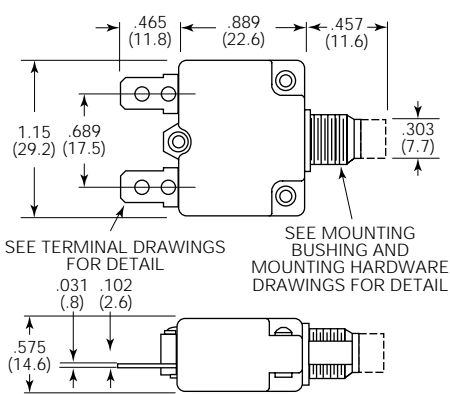 .465 .889 .457
(11.8) (22.6) (11.6)
1.15 .689 .303
(29.2) (17.5) (7.7)
SEE TERMINAL DRAWINGS
FOR DETAIL
SEE MOUNTING
BUSHING AND
MOUNTING HARDWARE
DRAWINGS FOR DETAIL
.031 .102
(.8) (2.6)
.575
(14.6)